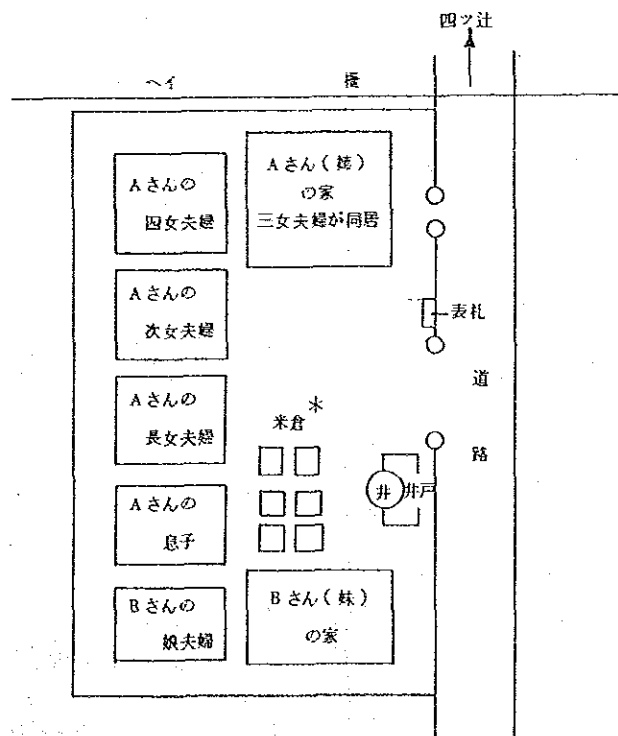 四ッ辻
ヘイ
Aさんの
四女夫婦
Aさん(姉)
の家
三女夫婦が同居
Aさんの
次女夫婦
表札
道
路
Aさんの
長女夫婦
米倉*
井 井戸
Aさんの
息子
Bさんの
娘夫婦
Bさん(妹)
の家